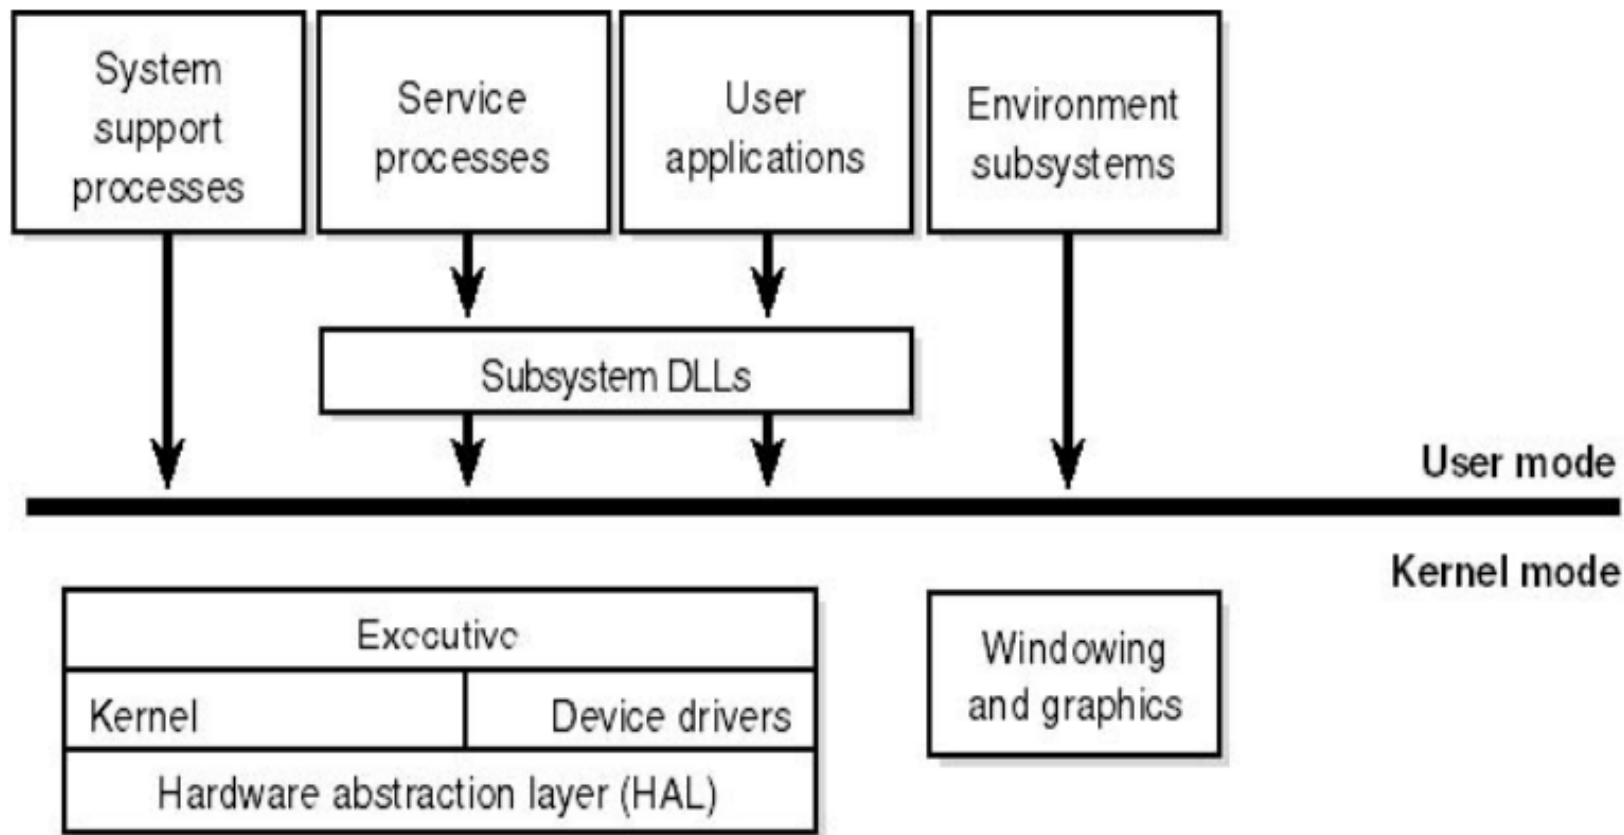 System
support
processes
Service
processes
User
applications
Environment
subsystems
Subsystem DLLs
User mode
Kernel mode
Executive
Kernel
Device drivers
Hardware abstraction layer (HAL)
Windowing
and graphics